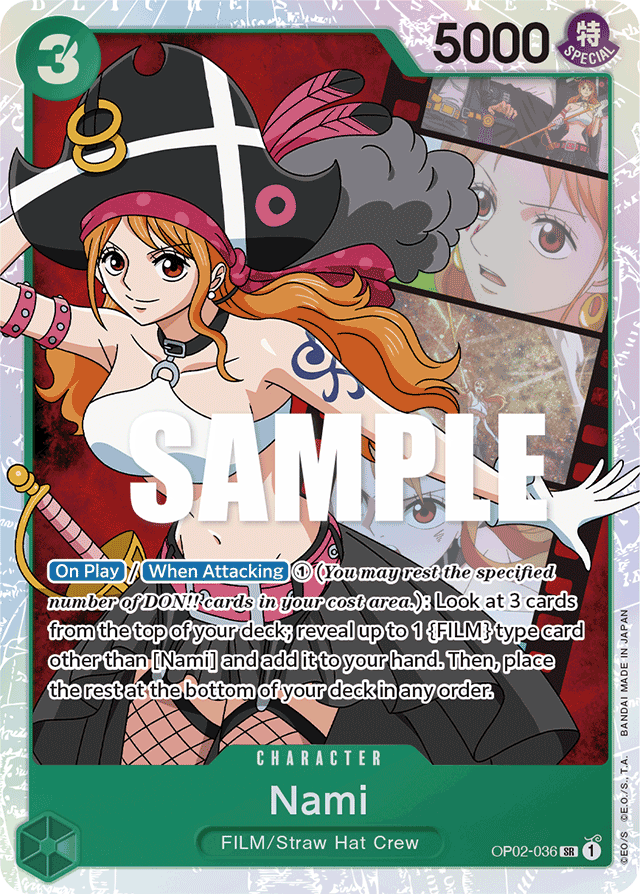 3
5000
特
SPECIAL
SAMPLE
On Play / When Attacking ① (You may rest the specified
number of DON!! cards in your cost area.): Look at 3 cards
from the top of your deck; reveal up to 1 {FILM} type card
other than [Nami] and add it to your hand. Then, place
the rest at the bottom of your deck in any order.
CHARACTER
Nami
FILM/Straw Hat Crew
OP02-036 SR 1
©E.O/S ©E.O./S., T.A. BANDAI MADE IN JAPAN